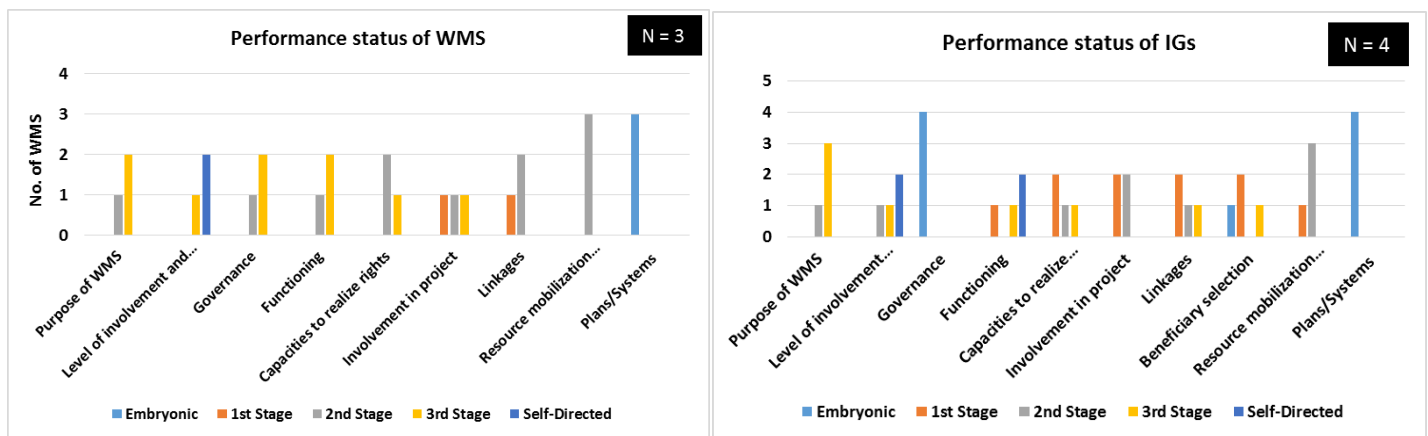 Performance status of WMS
N = 3
No. of WMS
4
3
2
1
0
Purpose of WMS
Level of involvement and...
Governance
Functioning
Capacities to realize rights
Involvement in project
Linkages
Resource mobilization...
Plans/Systems
Embryonic 1st Stage 2nd Stage 3rd Stage Self-Directed
Performance status of IGs
N = 4
5
4
3
2
1
0
Purpose of WMS
Level of involvement...
Governance
Functioning
Capacities to realize...
Involvement in project
Linkages
Beneficiary selection
Resource mobilization...
Plans/Systems
Embryonic 1st Stage 2nd Stage 3rd Stage Self-Directed